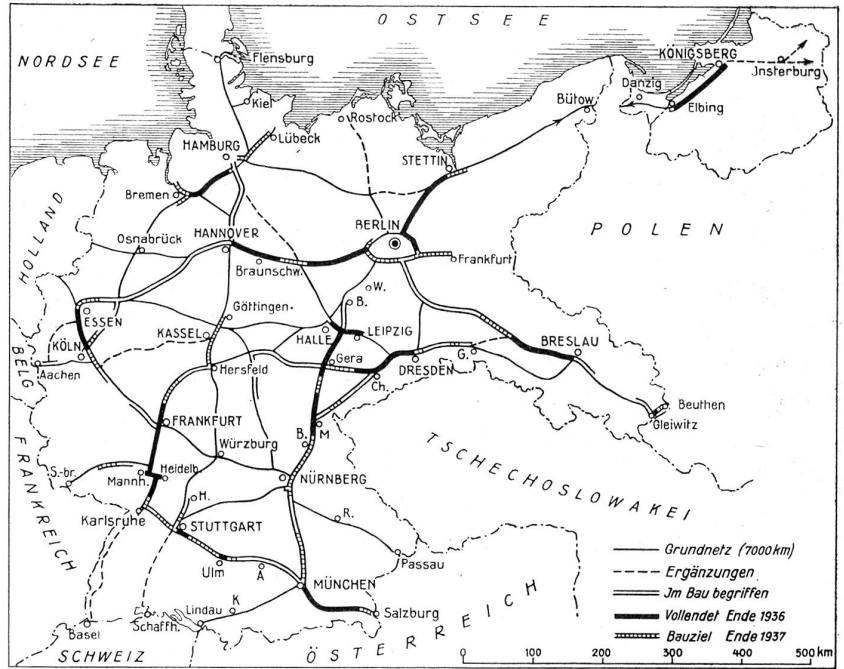 OSTSEE
NORDSEE
Flensburg
KÖNIGSBERG
Jnsterburg
Kiel
Danzig
Rostock
Bütow
Elbing
Lübeck
HAMBURG
STETTIN
Bremen
BERLIN
POLEN
HOLLAND
Osnabrück
HANNOVER
Frankfurt
Braunschw.
W.
B.
Göttingen
ESSEN
KASSEL
HALLE
LEIPZIG
BRESLAU
KÖLN
Gera
DRESDEN
G.
BELG
Aachen
Hersfeld
Ch.
Beuthen
Gleiwitz
FRANKFURT
M
B.
Würzburg
TSCHECHOSLOWAKEI
FRANKREICH
S.-br.
Mannh.
Heidelb.
NÜRNBERG
H.
R.
Karlsruhe
STUTTGART
Passau
Ulm
A
MÜNCHEN
K
Lindau
Salzburg
Basel
Schaffh.
SCHWEIZ
ÖSTERREICH
Grundnetz (7000 km)
Ergänzungen
Jm Bau begriffen
Vollendet Ende 1936
Bauziel Ende 1937
0 100 200 300 400 500 km